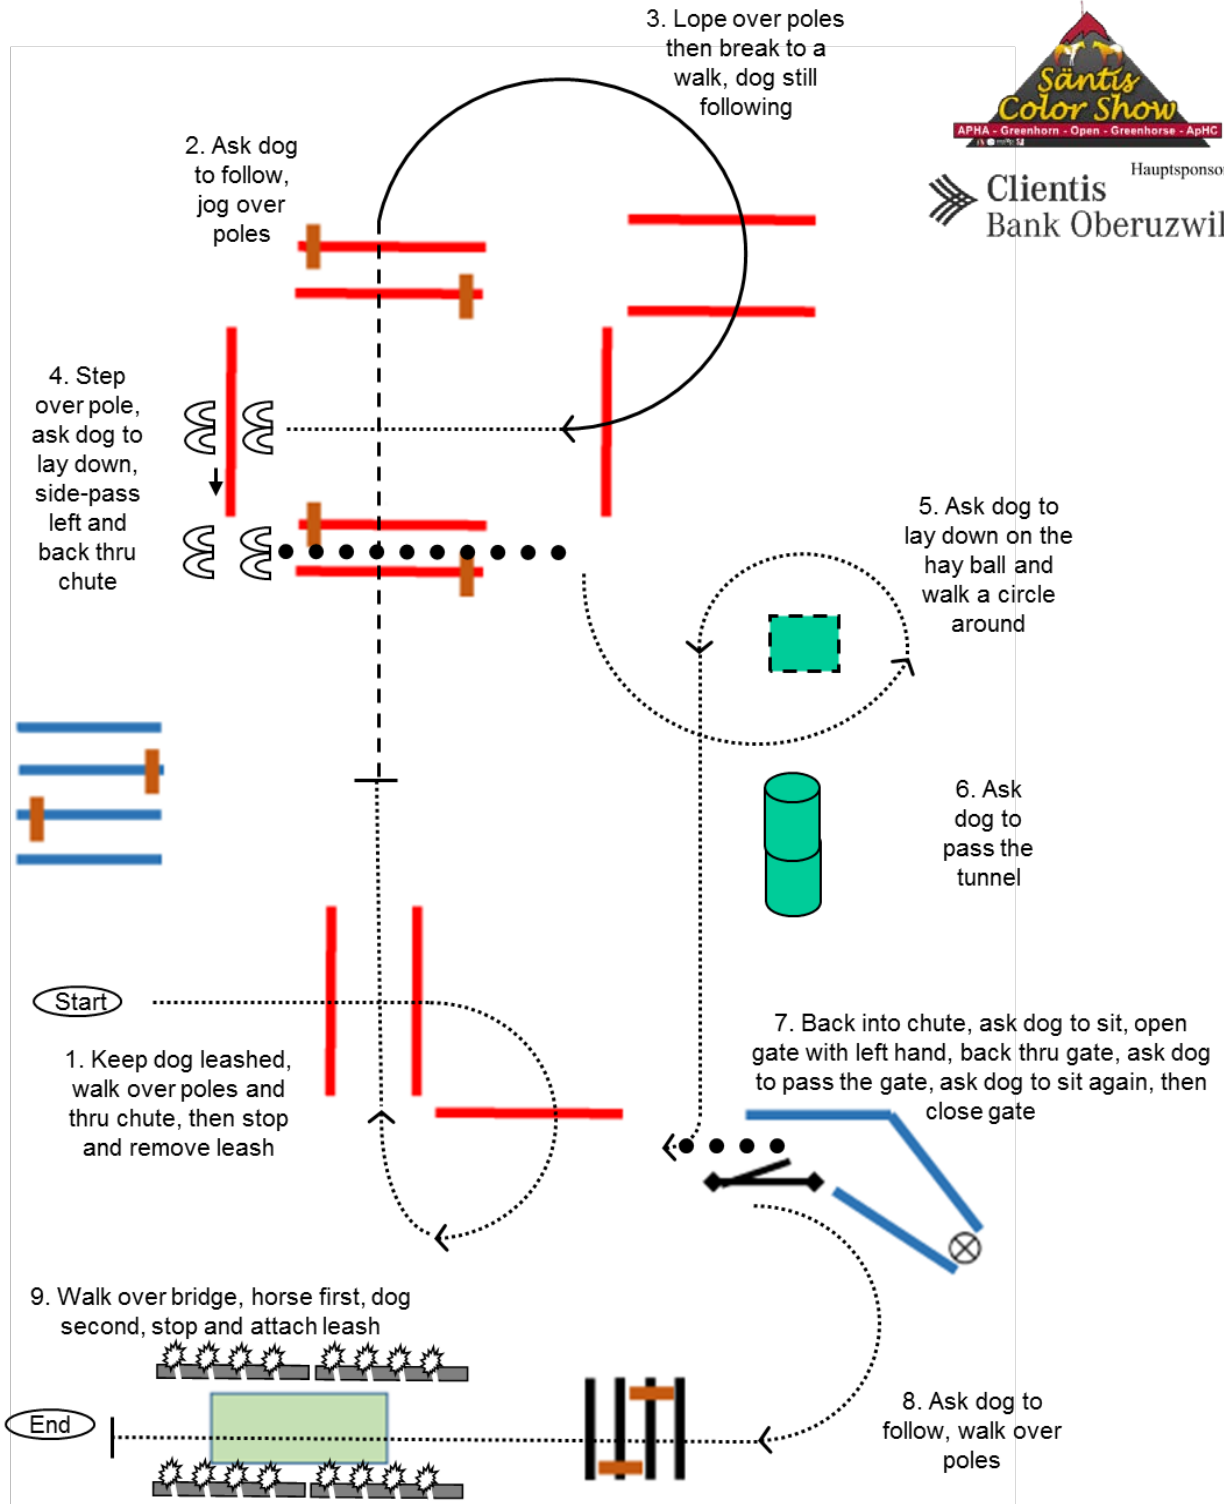 3. Lope over poles
then break to a
walk, dog still
following
Säntis
Color Show
APHA - Greenhorn - Open - Greenhorse - ApHC
Hauptsponso
Clientis
Bank Oberuzwil
2. Ask dog
to follow,
jog over
poles
4. Step
over pole,
ask dog to
lay down,
side-pass
left and
back thru
chute
5. Ask dog to
lay down on the
hay ball and
walk a circle
around
6. Ask
dog to
pass the
tunnel
Start
1. Keep dog leashed,
walk over poles and
thru chute, then stop
and remove leash
7. Back into chute, ask dog to sit, open
gate with left hand, back thru gate, ask dog
to pass the gate, ask dog to sit again, then
close gate
9. Walk over bridge, horse first, dog
second, stop and attach leash
End
8. Ask dog to
follow, walk over
poles